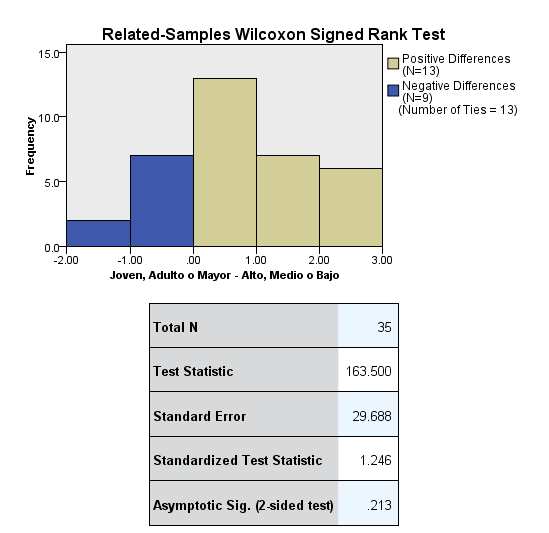 Related-Samples Wilcoxon Signed Rank Test
15.0
10.0
5.0
0.0
Frequency
-2.00 -1.00 .00 1.00 2.00 3.00
Joven, Adulto o Mayor - Alto, Medio o Bajo
Positive Differences
(N=13)
Negative Differences
(N=9)
(Number of Ties = 13)
Total N 35
Test Statistic 163.500
Standard Error 29.688
Standardized Test Statistic 1.246
Asymptotic Sig. (2-sided test) .213